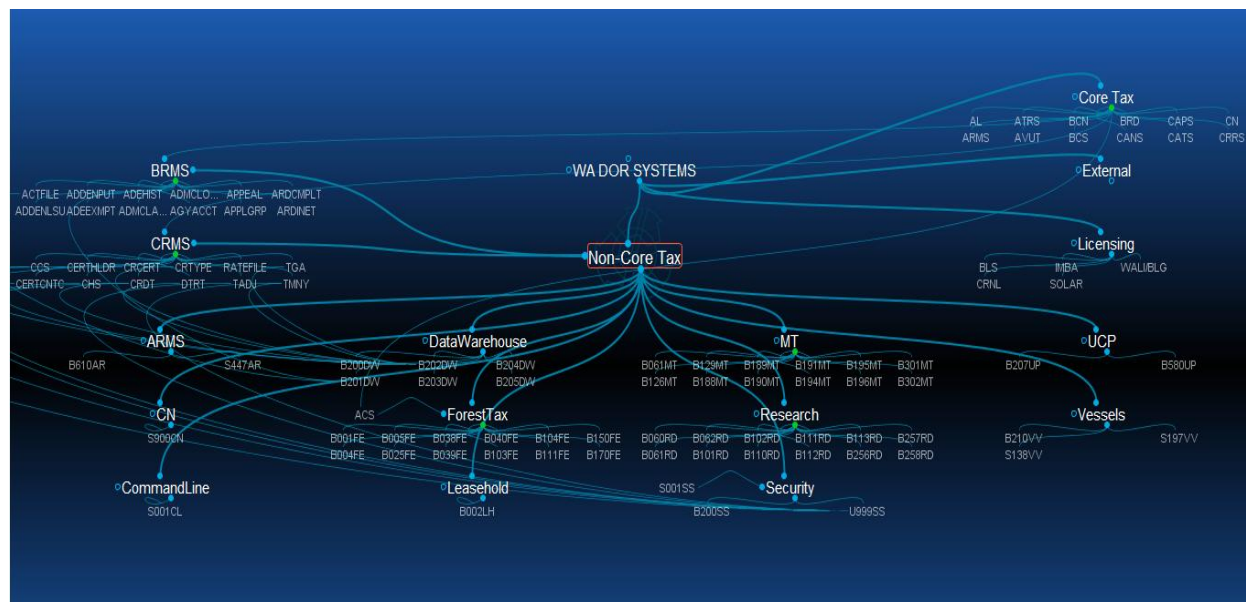 Core Tax
AL ATRS BCN BRD CAPS CN
ARMS AVUT BCS CANS CATS CRRS
BRMS WA DOR SYSTEMS External
ACTFILE ADDENPUT ADEHIST ADMCLO... APPEAL ARDCMPLT
ADDENLSU ADEEXMPT ADMCLA... AGYACCT APPLGRP ARDINET
CRMS Non-Core Tax Licensing
CCS CERTHLDR CRCERT CRTYPE RATEFILE TGA BLS IMBA WALI/BLG
CERTCNTC CHS CRDT DTRT TADJ TMNY CRNL SOLAR
ARMS DataWarehouse MT UCP
B610AR S447AR B200DW B202DW B204DW B061MT B129MT B189MT B191MT B195MT B301MT B207UP B580UP
B201DW B203DW B205DW B126MT B188MT B190MT B194MT B196MT B302MT
CN ACS ForestTax Research Vessels
S900CN B001FE B005FE B038FE B040FE B104FE B150FE B060RD B062RD B102RD B111RD B113RD B257RD B210VV S197VV
B004FE B025FE B039FE B103FE B111FE B170FE B061RD B101RD B110RD B112RD B256RD B258RD S138VV
CommandLine Leasehold S001SS Security
S001CL B002LH B200SS U999SS